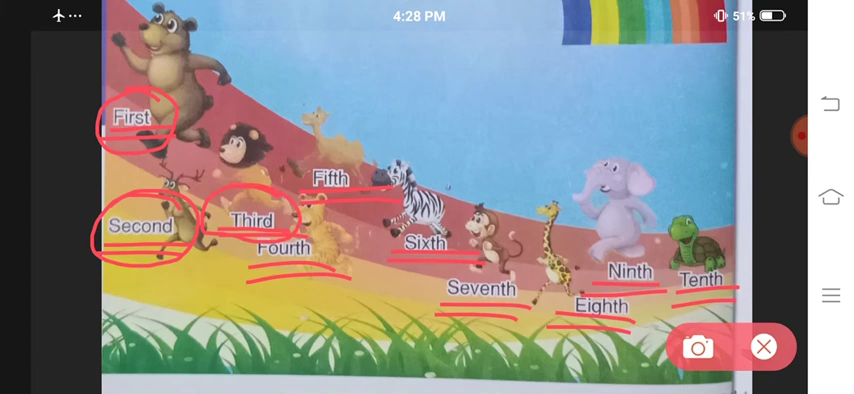 4:28 PM
51%
First
Second
Third
Fourth
Fifth
Sixth
Seventh
Eighth
Ninth
Tenth